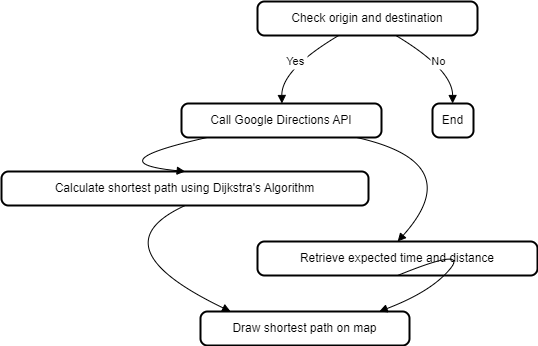 Check origin and destination
Yes
No
Call Google Directions API
End
Calculate shortest path using Dijkstra's Algorithm
Retrieve expected time and distance
Draw shortest path on map